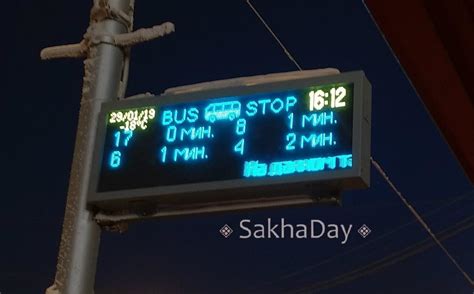 29/01/19 BUS STOP 16:12
-18°C
17 0 МИН. 8 1 МИН.
6 1 МИН. 4 2 МИН.
SakhaDay